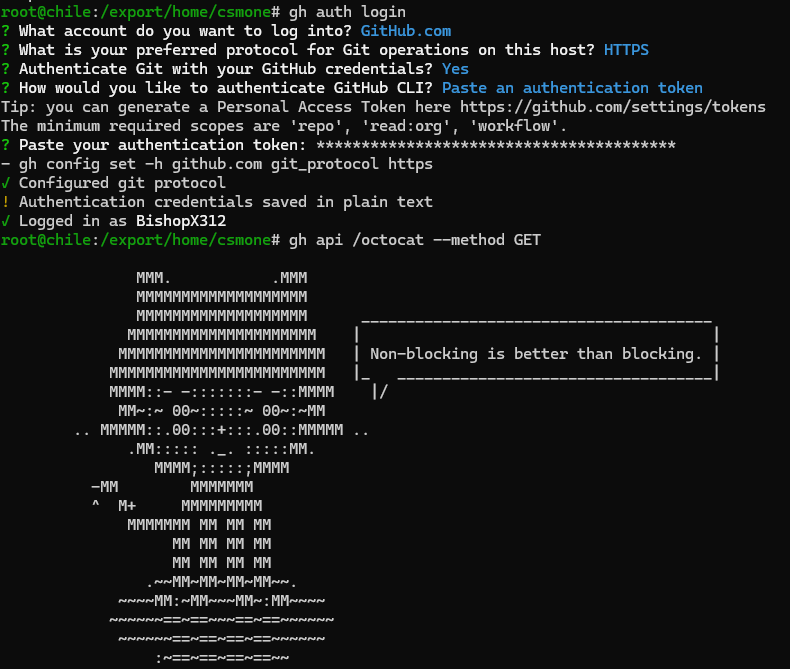 root@chile:/export/home/csmone# gh auth login
? What account do you want to log into? GitHub.com
? What is your preferred protocol for Git operations on this host? HTTPS
? Authenticate Git with your GitHub credentials? Yes
? How would you like to authenticate GitHub CLI? Paste an authentication token
Tip: you can generate a Personal Access Token here https://github.com/settings/tokens
The minimum required scopes are 'repo', 'read:org', 'workflow'.
? Paste your authentication token: ****************************************
- gh config set -h github.com git_protocol https
✓ Configured git protocol
! Authentication credentials saved in plain text
✓ Logged in as BishopX312
root@chile:/export/home/csmone# gh api /octocat --method GET

               MMM.           .MMM
               MMMMMMMMMMMMMMMMMMM
               MMMMMMMMMMMMMMMMMMM      _______________________________________
              MMMMMMMMMMMMMMMMMMMMM    |                                       |
             MMMMMMMMMMMMMMMMMMMMMMM   | Non-blocking is better than blocking. |
            MMMMMMMMMMMMMMMMMMMMMMMM   |_   ___________________________________|
            MMMM::- -:::::::- -::MMMM    |/
             MM~:~ 00~:::::~ 00~:~MM
        .. MMMMM::.00:::+:::.00::MMMMM ..
              .MM::::: ._. :::::MM.
                 MMMM;:::::;MMMM
          -MM        MMMMMMM
          ^  M+     MMMMMMMMM
              MMMMMMM MM MM MM
                   MM MM MM MM
                   MM MM MM MM
                .~~MM~MM~MM~MM~~.
             ~~~~MM:~MM~~~MM~:MM~~~~
            ~~~~~~==~==~~~==~==~~~~~~
             ~~~~~~==~==~==~==~~~~~~
                 :~==~==~==~==~~